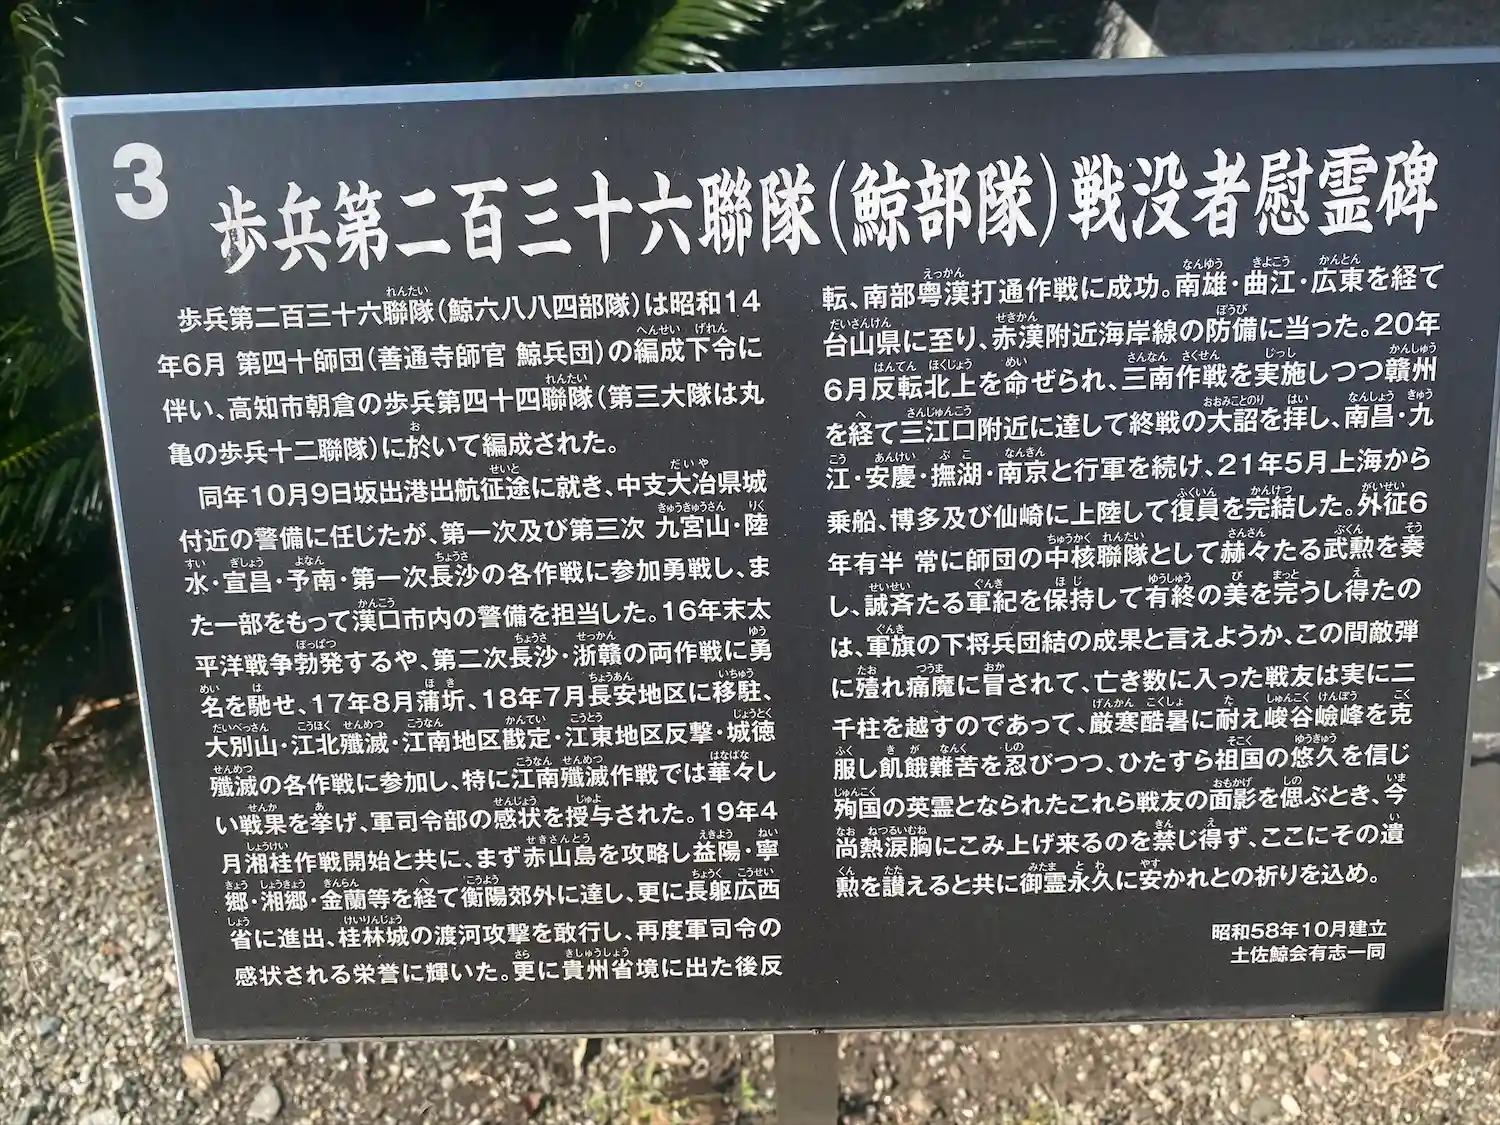 3
歩兵第二百三十六聯隊(鯨部隊)戦没者慰霊碑
歩兵第二百三十六聯隊(鯨六八八四部隊)は昭和14
年6月 第四十師団(善通寺師官 鯨兵団)の編成下令に
伴い、高知市朝倉の歩兵第四十四聯隊(第三大隊は丸
亀の歩兵十二聯隊)に於いて編成された。
同年10月9日坂出港出航征途に就き、中支大冶県城
付近の警備に任じたが、第一次及び第三次 九宮山・陸
水・宣昌・予南・第一次長沙の各作戦に参加勇戦し、ま
た一部をもって漢口市内の警備を担当した。16年末太
平洋戦争勃発するや、第二次長沙・浙贛の両作戦に勇
名を馳せ、17年8月蒲圻、18年7月長安地区に移駐、
大別山・江北殲滅・江南地区戡定・江東地区反撃・城徳
殲滅の各作戦に参加し、特に江南殲滅作戦では華々し
い戦果を挙げ、軍司令部の感状を授与された。19年4
月湘桂作戦開始と共に、まず赤山島を攻略し益陽・寧
郷・湘郷・金蘭等を経て衡陽郊外に達し、更に長躯広西
省に進出、桂林城の渡河攻撃を敢行し、再度軍司令の
感状される栄誉に輝いた。更に貴州省境に出た後反
転、南部粤漢打通作戦に成功。南雄・曲江・広東を経て
台山県に至り、赤漢附近海岸線の防備に当った。20年
6月反転北上を命ぜられ、三南作戦を実施しつつ贛州
を経て三江口附近に達して終戦の大詔を拝し、南昌・九
江・安慶・撫湖・南京と行軍を続け、21年5月上海から
乗船、博多及び仙崎に上陸して復員を完結した。外征6
年有半 常に師団の中核聯隊として赫々たる武勲を奏
し、誠斉たる軍紀を保持して有終の美を完うし得たの
は、軍旗の下将兵団結の成果と言えようか、この間敵弾
に殪れ痛魔に冒されて、亡き数に入った戦友は実に二
千柱を越すのであって、厳寒酷暑に耐え峻谷嶮峰を克
服し飢餓難苦を忍びつつ、ひたすら祖国の悠久を信じ
殉国の英霊となられたこれら戦友の面影を偲ぶとき、今
尚熱涙胸にこみ上げ来るのを禁じ得ず、ここにその遺
勲を讃えると共に御霊永久に安かれとの祈りを込め。
昭和58年10月建立
土佐鯨会有志一同